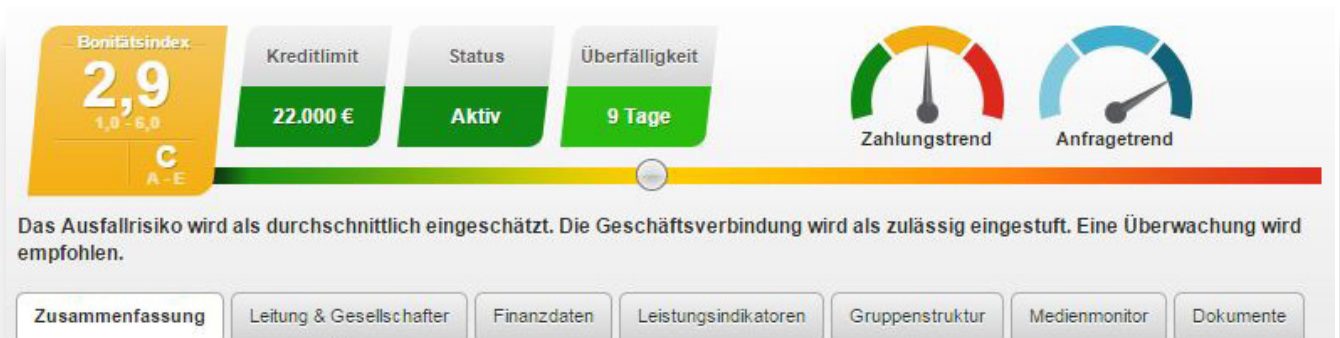 Bonitätsindex
2,9
1,0 - 6,0
C
A - E
Kreditlimit
22.000 €
Status
Aktiv
Überfälligkeit
9 Tage
Zahlungstrend
Anfragetrend
Das Ausfallrisiko wird als durchschnittlich eingeschätzt. Die Geschäftsverbindung wird als zulässig eingestuft. Eine Überwachung wird
empfohlen.
Zusammenfassung
Leitung & Gesellschafter
Finanzdaten
Leistungsindikatoren
Gruppenstruktur
Medienmonitor
Dokumente